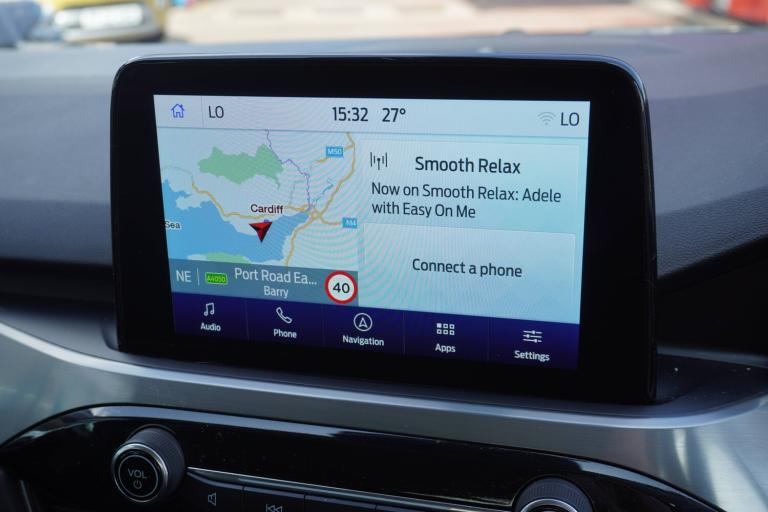 LO 15:32 27° LO
M50
Cardiff
Sea
M4
NE A4050 Port Road Ea...
Barry
40
Smooth Relax
Now on Smooth Relax: Adele
with Easy On Me
Connect a phone
Audio Phone Navigation Apps Settings
VOL